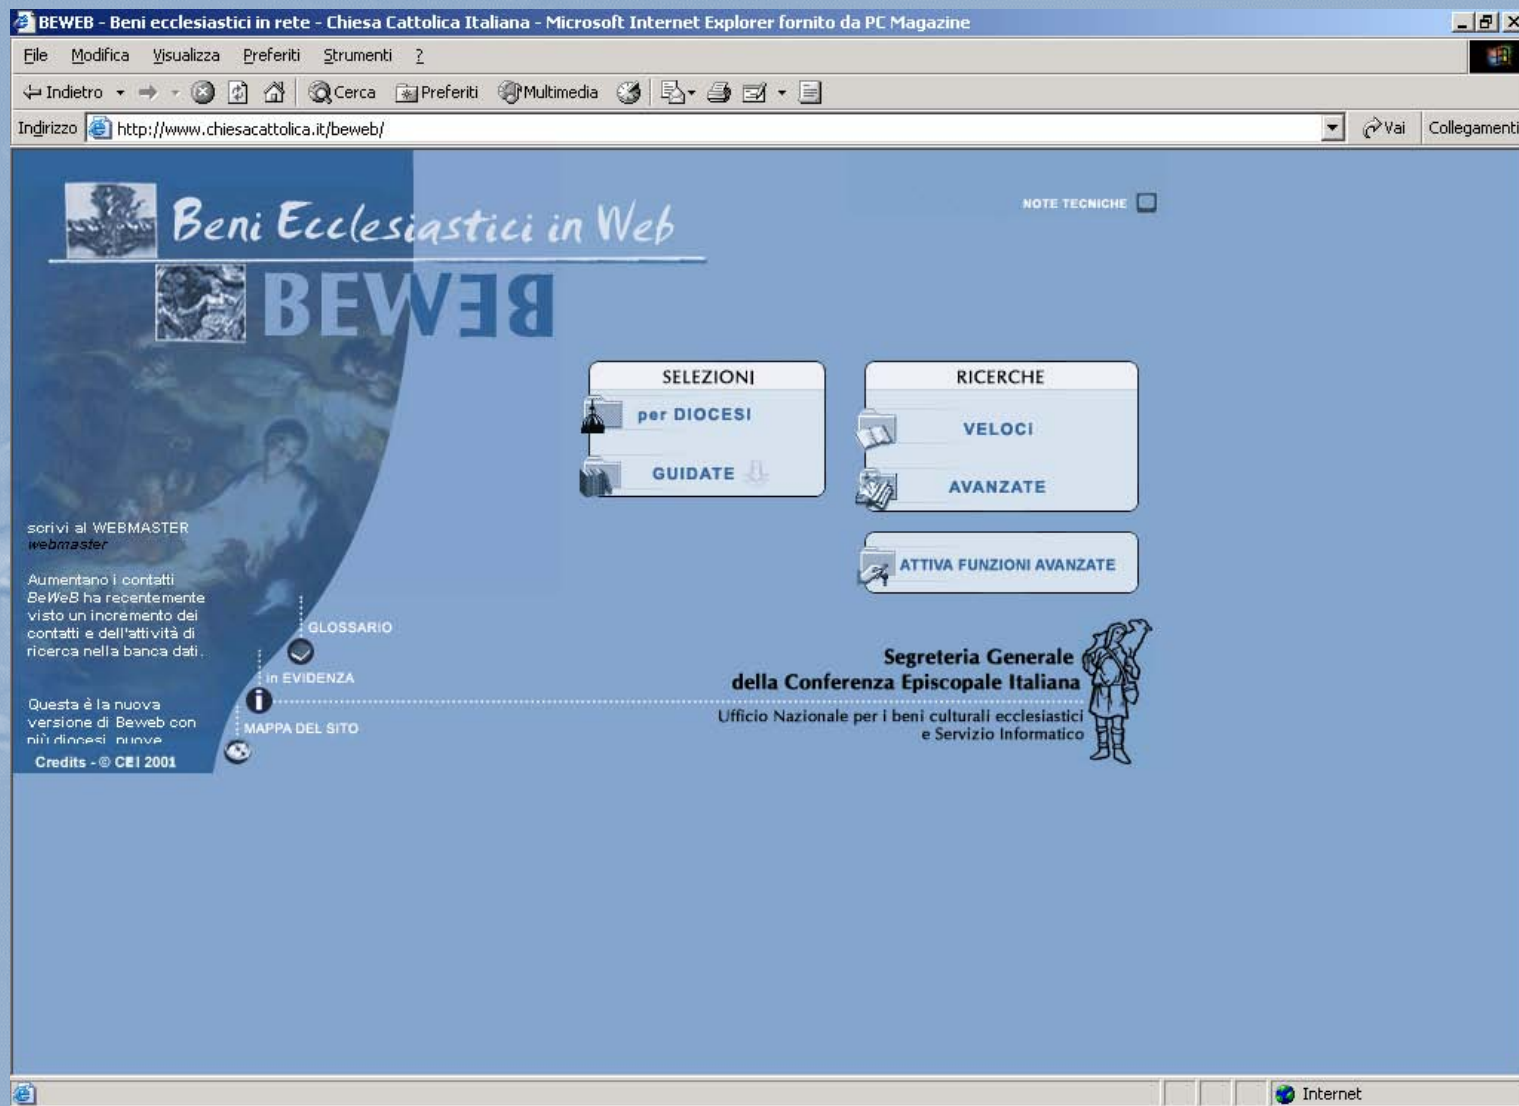 BEWEB - Beni ecclesiastici in rete - Chiesa Cattolica Italiana - Microsoft Internet Explorer fornito da PC Magazine
File Modifica Visualizza Preferiti Strumenti ?
Indietro Cerca Preferiti Multimedia
Indirizzo http://www.chiesacattolica.it/beweb/ Vai Collegamenti
NOTE TECNICHE
Beni Ecclesiastici in Web
BEWEB
SELEZIONI
per DIOCESI
GUIDATE
RICERCHE
VELOCI
AVANZATE
ATTIVA FUNZIONI AVANZATE
scrivi al WEBMASTER
webmaster
Aumentano i contatti
BeWeB ha recentemente
visto un incremento dei
contatti e dell'attività di
ricerca nella banca dati.
Questa è la nuova
versione di Beweb con
più diocesi nuove
Credits - © CEI 2001
GLOSSARIO
in EVIDENZA
MAPPA DEL SITO
Segreteria Generale
della Conferenza Episcopale Italiana
Ufficio Nazionale per i beni culturali ecclesiastici
e Servizio Informatico
Internet